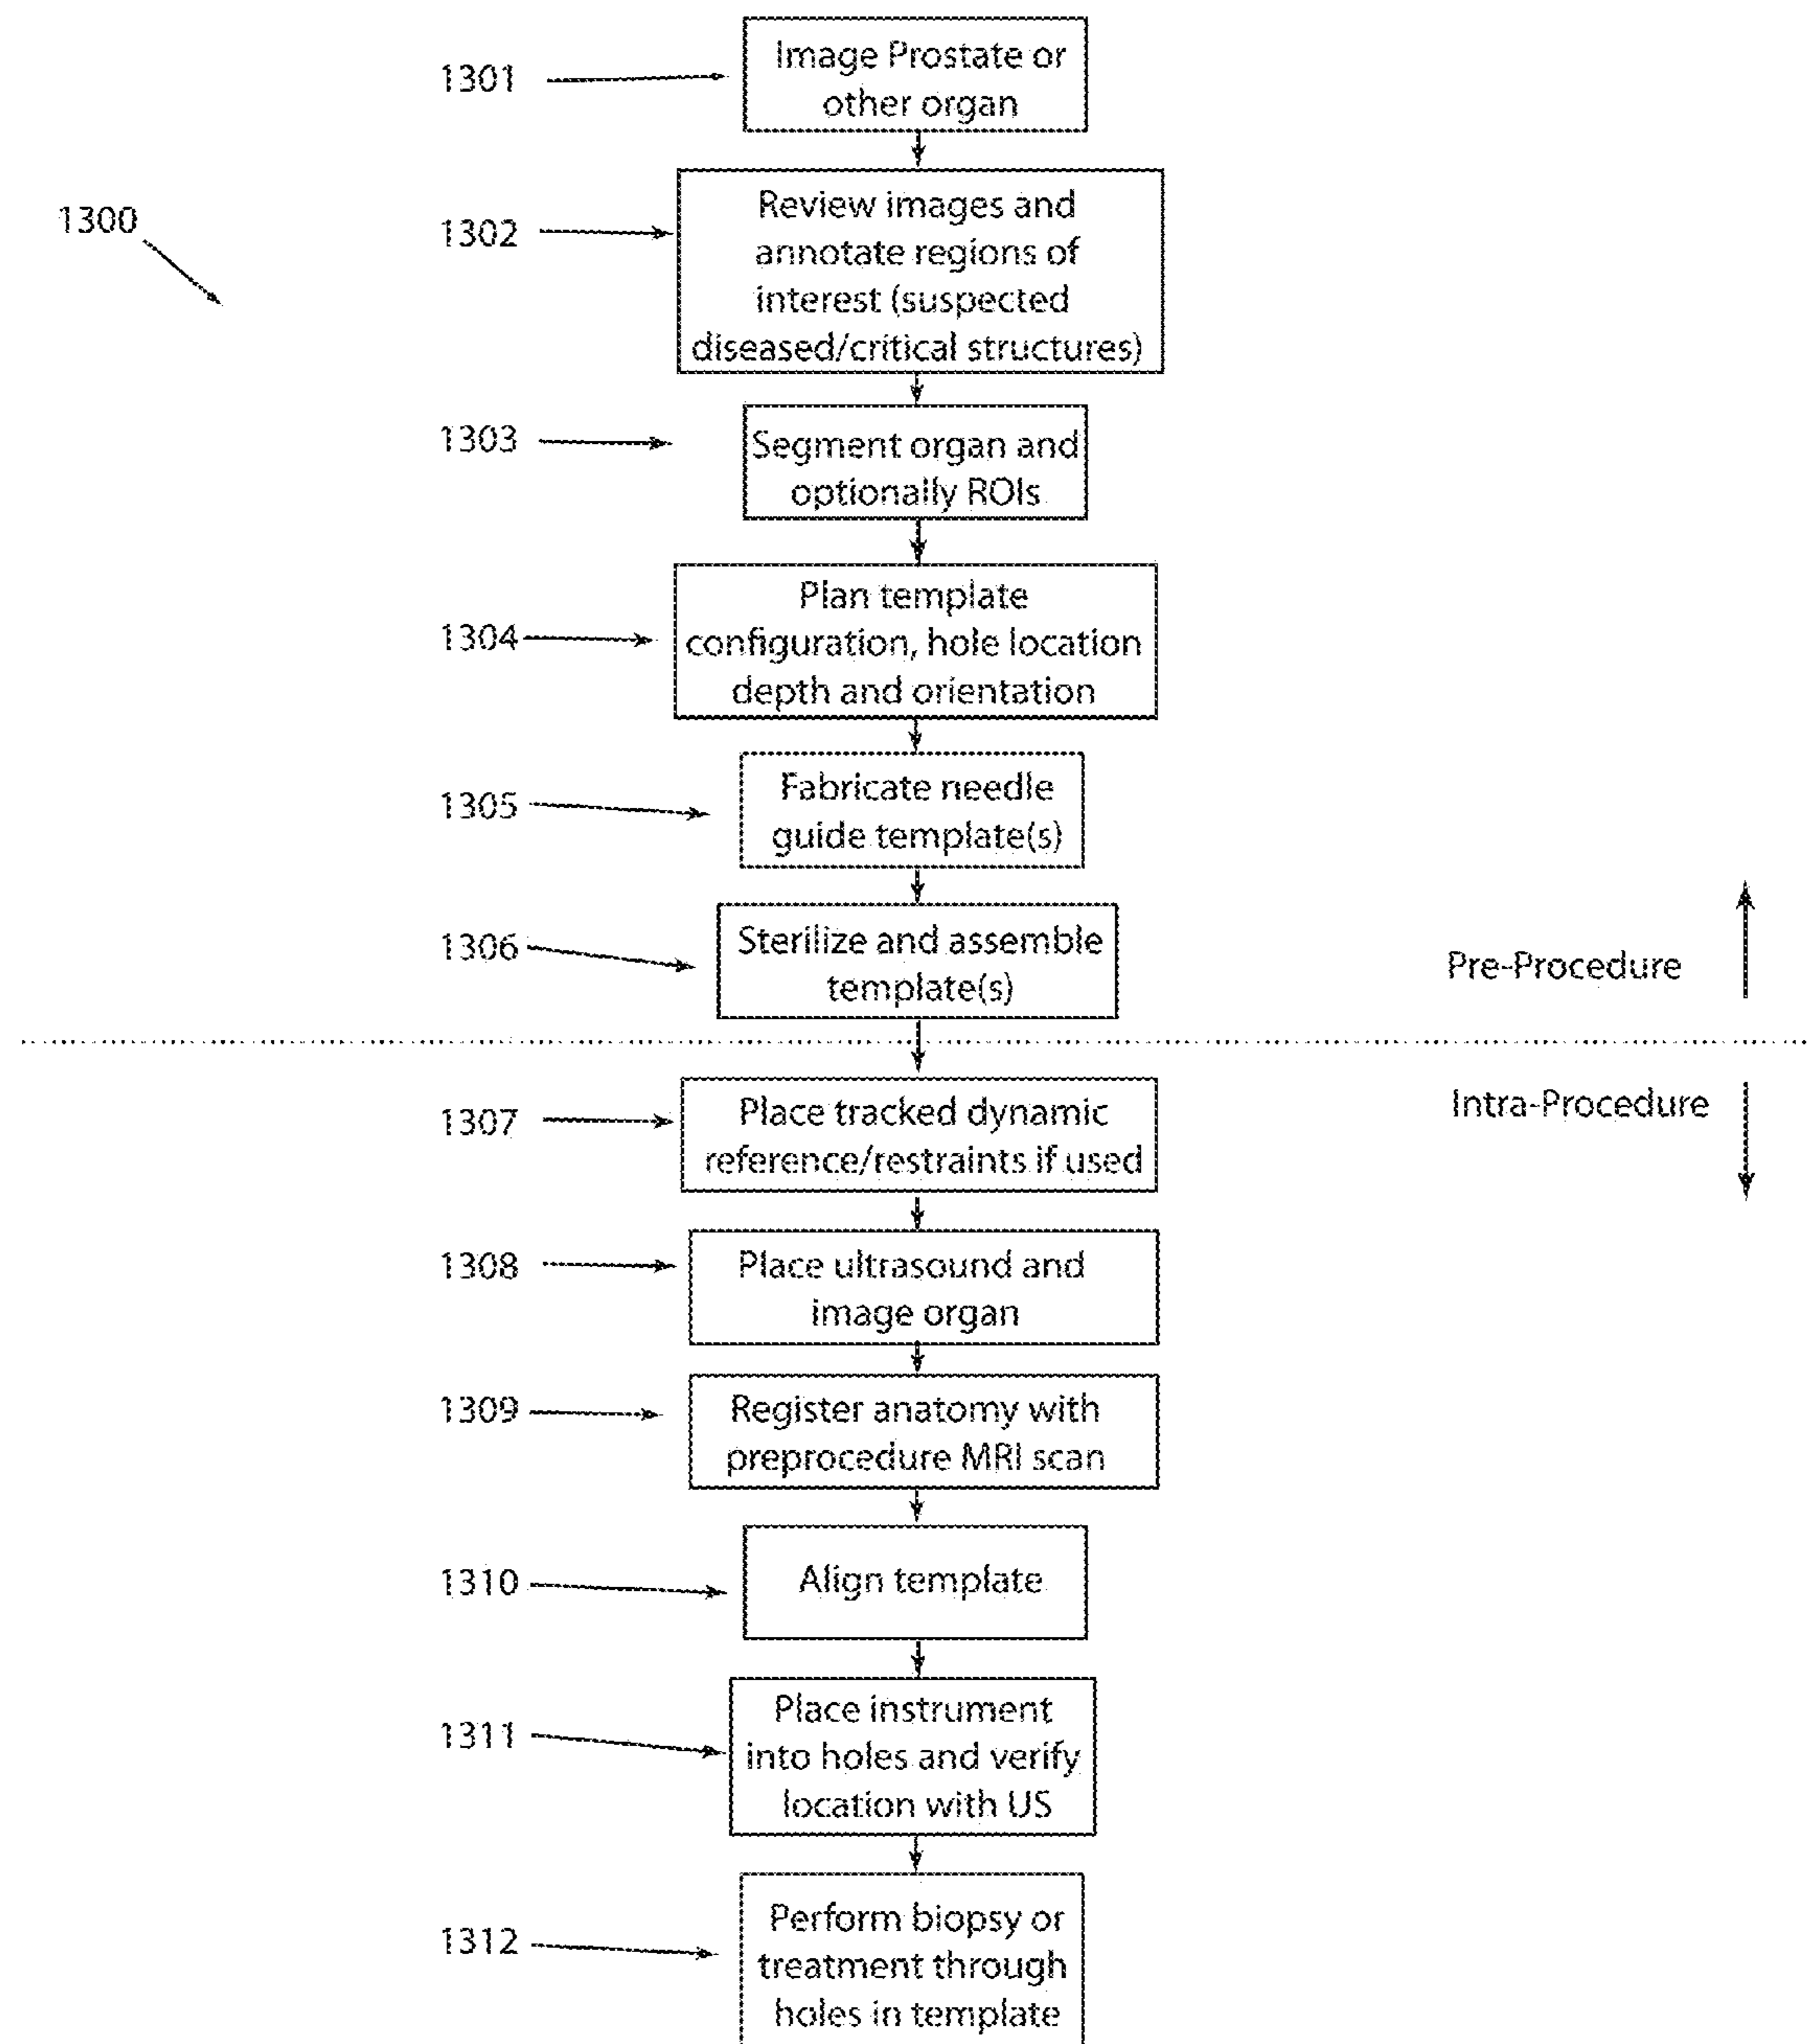 1300
1301
Image Prostate or
other organ
1302
Review images and
annotate regions of
interest (suspected
diseased/critical structures)
1303
Segment organ and
optionally ROIs
1304
Plan template
configuration, hole location
depth and orientation
1305
Fabricate needle
guide template(s)
1306
Sterilize and assemble
template(s)
Pre-Procedure
Intra-Procedure
1307
Place tracked dynamic
reference/restraints if used
1308
Place ultrasound and
image organ
1309
Register anatomy with
preprocedure MRI scan
1310
Align template
1311
Place instrument
into holes and verify
location with US
1312
Perform biopsy or
treatment through
holes in template